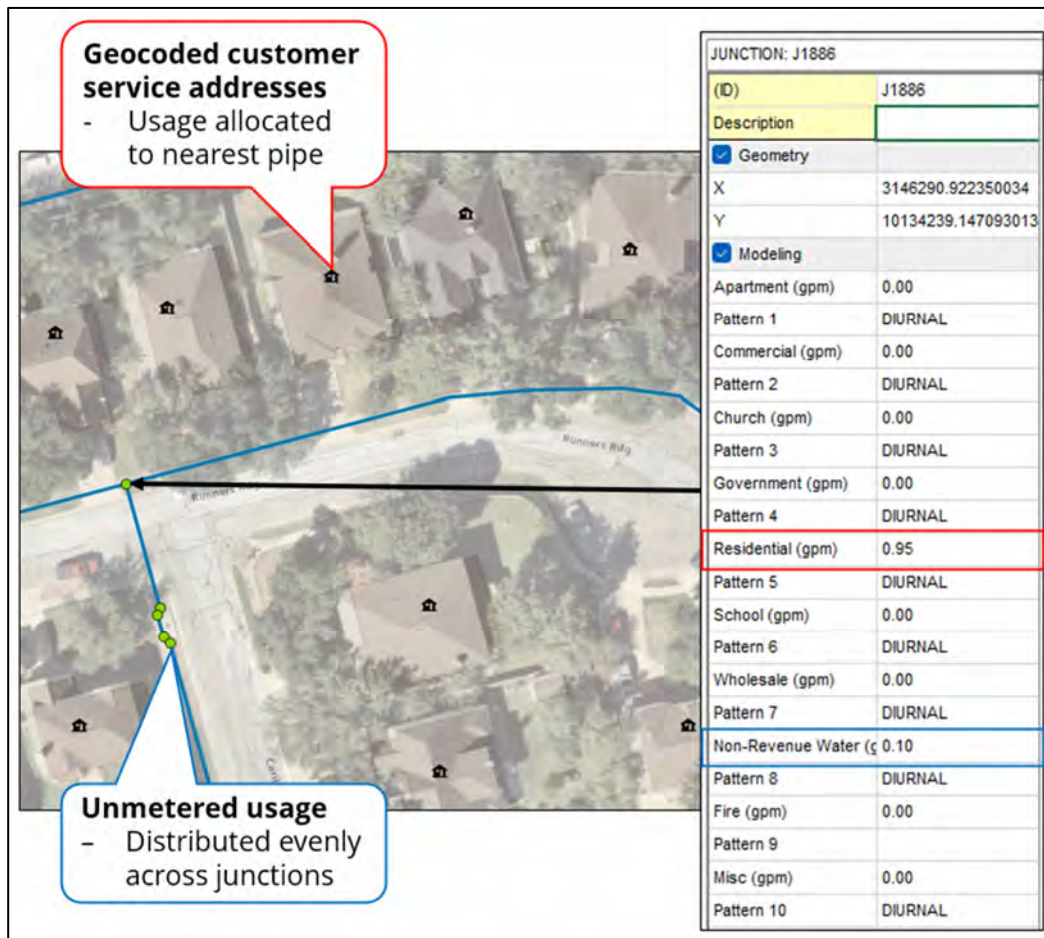 Geocoded customer
service addresses
- Usage allocated
to nearest pipe
Runners Rdg
Runners Rdg
Unmetered usage
– Distributed evenly
across junctions
JUNCTION: J1886
(ID) J1886
Description
Geometry
X 3146290.922350034
Y 10134239.147093013
Modeling
Apartment (gpm) 0.00
Pattern 1 DIURNAL
Commercial (gpm) 0.00
Pattern 2 DIURNAL
Church (gpm) 0.00
Pattern 3 DIURNAL
Government (gpm) 0.00
Pattern 4 DIURNAL
Residential (gpm) 0.95
Pattern 5 DIURNAL
School (gpm) 0.00
Pattern 6 DIURNAL
Wholesale (gpm) 0.00
Pattern 7 DIURNAL
Non-Revenue Water (g 0.10
Pattern 8 DIURNAL
Fire (gpm) 0.00
Pattern 9
Misc (gpm) 0.00
Pattern 10 DIURNAL